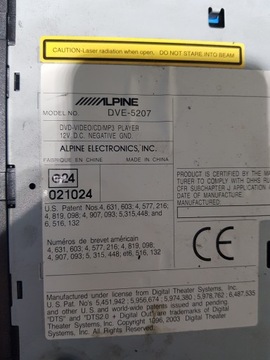 CAUTION-Laser radiation when open. DO NOT STARE INTO BEAM
ALPINE
MODEL NO. DVE-5207
DVD-VIDEO/CD/MP3 PLAYER
12V D.C. NEGATIVE GND.
ALPINE ELECTRONICS, INC.
FABRIQUE EN CHINE MADE IN CHINA
G24
021024
U.S. Patent Nos. 4, 631, 603; 4, 577, 216;
4, 819, 098; 4, 907, 093; 5,315,448; and
6, 516, 132
Numéros de brevet américain
4, 631, 603; 4, 577, 216; 4, 819, 098;
4, 907, 093; 5, 315, 448; et6, 516, 132
PRODUCT IS CERTIFIED BY THE MA
TO COMPLY WITH DHHS RU
CFR SUBCHAPTER J APPLICABLE
DATE OF MANUFACTURE.
CE
Manufactured under license from Digital Theater Systems, Inc.
U.S. Pat. No's 5,451,942; 5,956,674; 5,974,380; 5,978,762; 6,487,535
and other U.S. and world-wide patents issued and pending.
"DTS" and "DTS2.0 + Digital Out" are trademarks of Digital
Theater Systems, Inc. Copyright 1996, 2003 Digital Theater
Systems, Inc. All Rights Reserved.